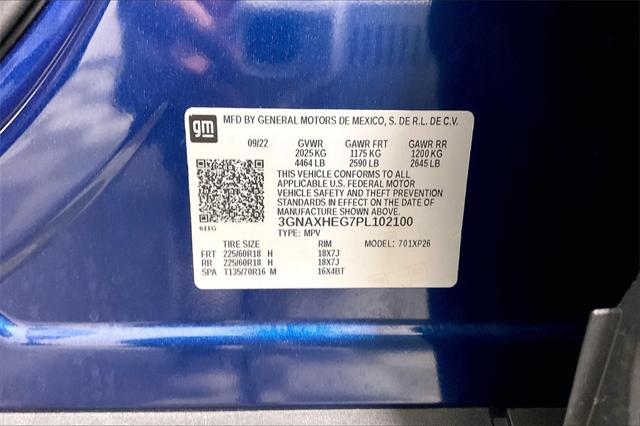 gm
MFD BY GENERAL MOTORS DE MEXICO, S. DE R.L. DE C.V.
09/22 GVWR GAWR FRT GAWR RR
2025 KG 1175 KG 1200 KG
4464 LB 2590 LB 2645 LB
THIS VEHICLE CONFORMS TO ALL
APPLICABLE U.S. FEDERAL MOTOR
VEHICLE SAFETY AND THEFT PREVENTION
STANDARDS IN EFFECT ON THE DATE OF
MANUFACTURE SHOWN ABOVE.
3GNAXHEG7PL102100
611G
TYPE: MPV
TIRE SIZE RIM MODEL: 701XP26
FRT 225/60R18 H 18X7J
RR 225/60R18 H 18X7J
SPA T135/70R16 M 16X4BT